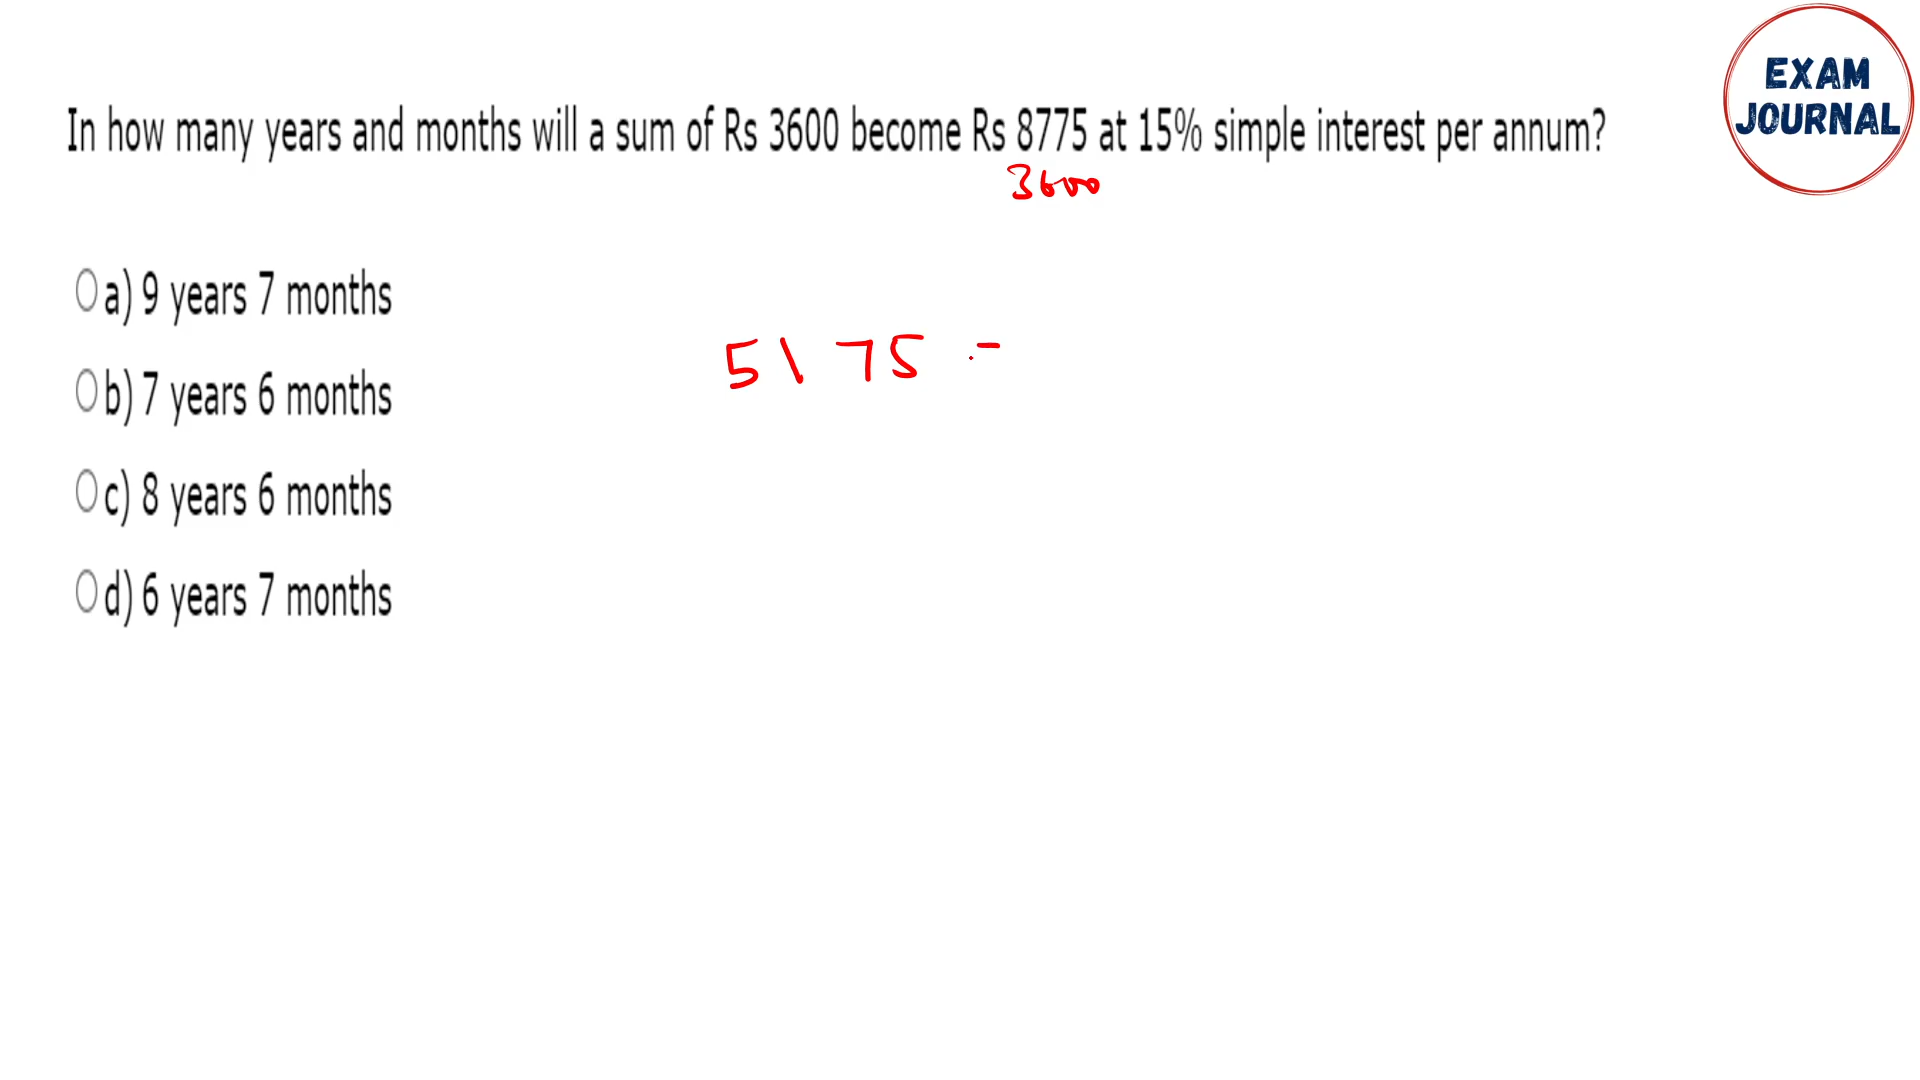 EXAM
JOURNAL
In how many years and months will a sum of Rs 3600 become Rs 8775 at 15% simple interest per annum?
3600
a) 9 years 7 months
5175 =
b) 7 years 6 months
c) 8 years 6 months
d) 6 years 7 months